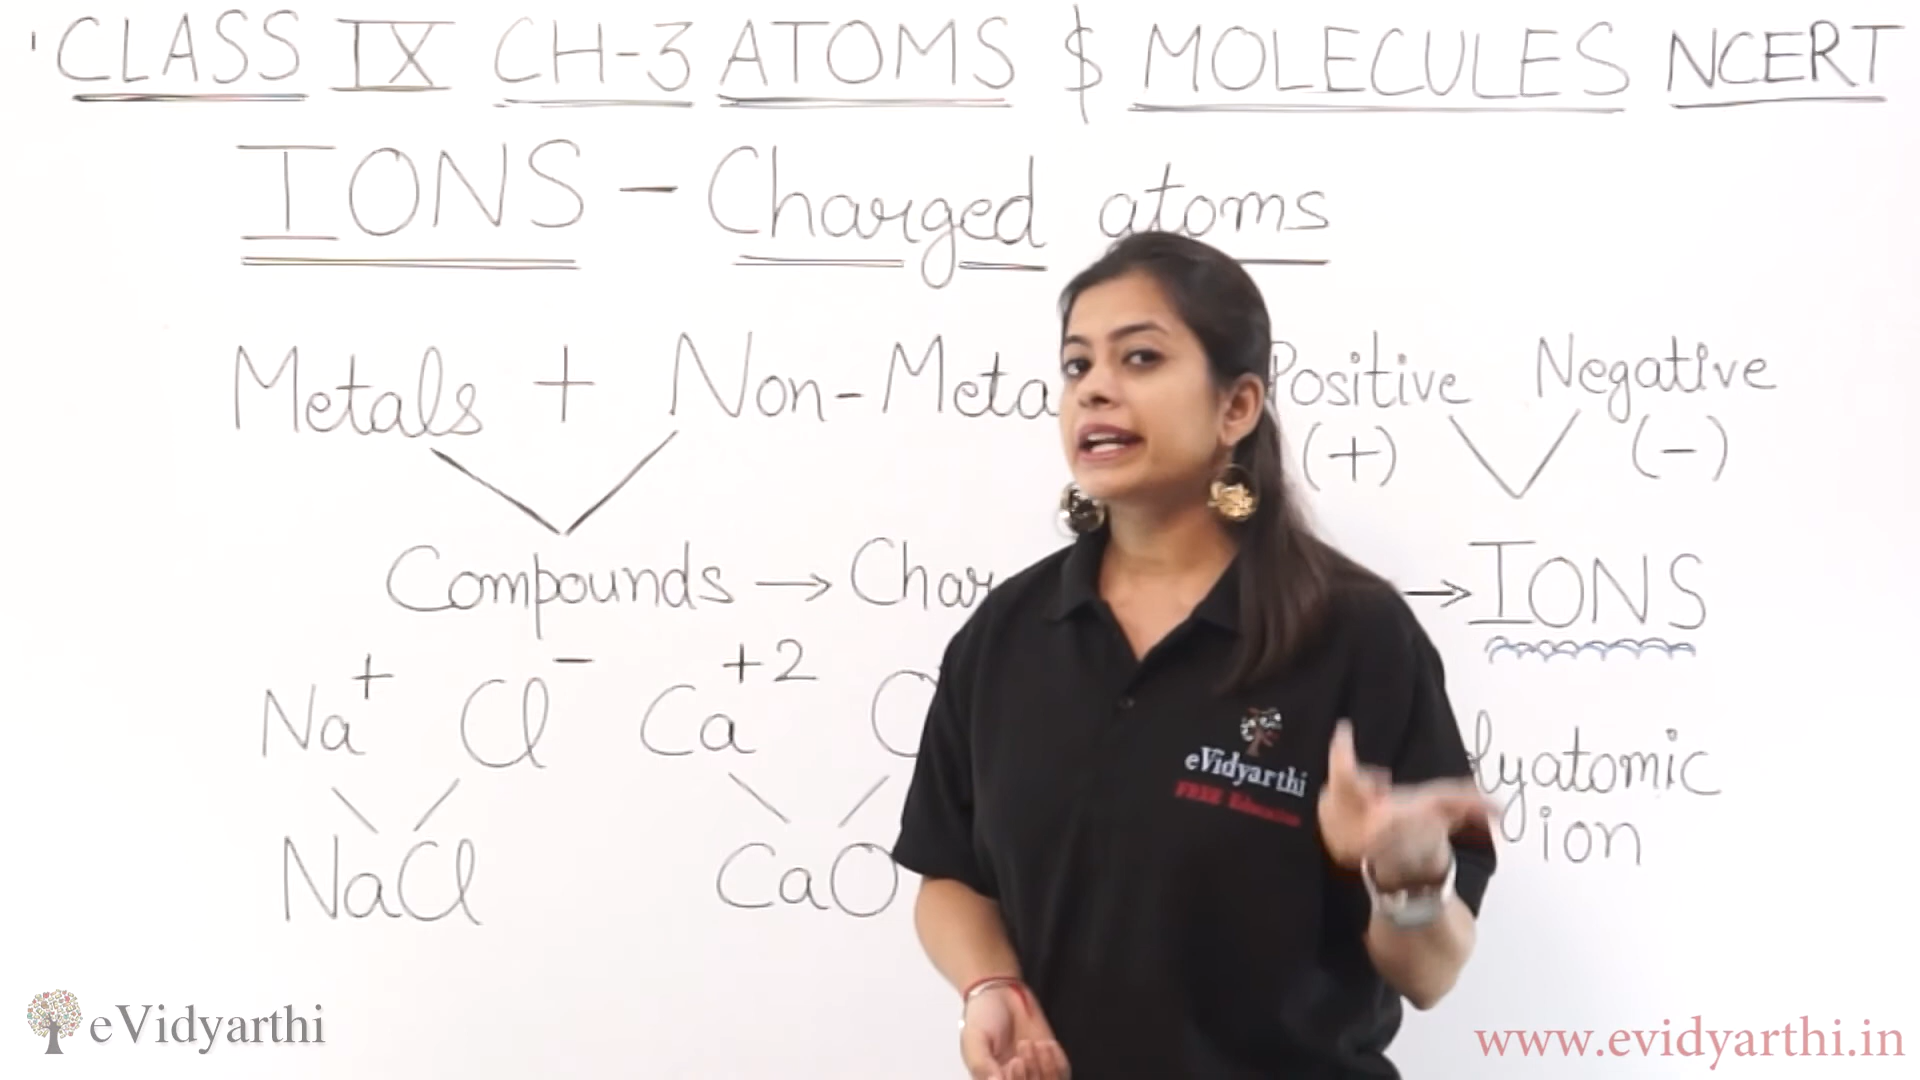 CLASS IX CH-3 ATOMS & MOLECULES NCERT
IONS - Charged atoms
Metals + Non-Meta
Positive Negative
(+) (-)
Compounds → Char → IONS
Na+ Cl- Ca+2
lyatomic
ion
NaCl CaO
eVidyarthi
FREE Education
eVidyarthi
www.evidyarthi.in